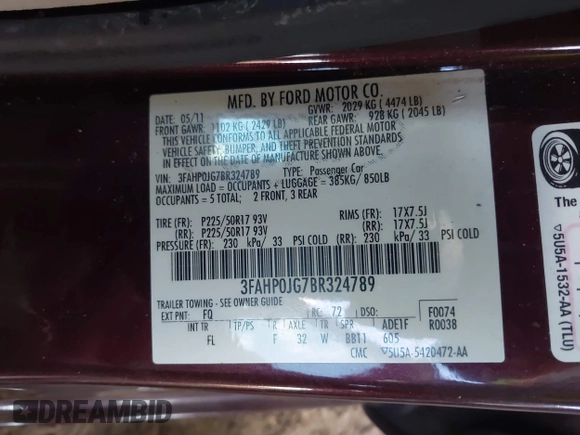 MFD. BY FORD MOTOR CO.
DATE: 05/11 GVWR: 2029 KG ( 4474 LB)
FRONT GAWR: 1102 KG ( 2429 LB) REAR GAWR: 928 KG ( 2045 LB)
THIS VEHICLE CONFORMS TO ALL APPLICABLE FEDERAL MOTOR
VEHICLE SAFETY, BUMPER, AND THEFT PREVENTION STANDARDS
IN EFFECT ON THE DATE OF MANUFACTURE SHOWN ABOVE.
VIN: 3FAHP0JG7BR324789 TYPE: Passenger Car
MAXIMUM LOAD = OCCUPANTS + LUGGAGE = 385KG/ 850LB
OCCUPANTS = 5 TOTAL; 2 FRONT, 3 REAR
TIRE (FR): P225/50R17 93V RIMS (FR): 17X7.5J
(RR): P225/50R17 93V (RR): 17X7.5J
PRESSURE (FR): 230 kPa/ 33 PSI COLD (RR): 230 kPa/ 33 PSI COLD
3FAHP0JG7BR324789
TRAILER TOWING - SEE OWNER GUIDE
EXT PNT: FQ RC: 72 DSO: F0074
INT TR TP/PS R AXLE TR SPR ADE1F R0038
FL F 32 W BB11 605
CMC ▽5U5A-5420472-AA
The
▽5U5A-1532-AA (TLU)
DREAMBID